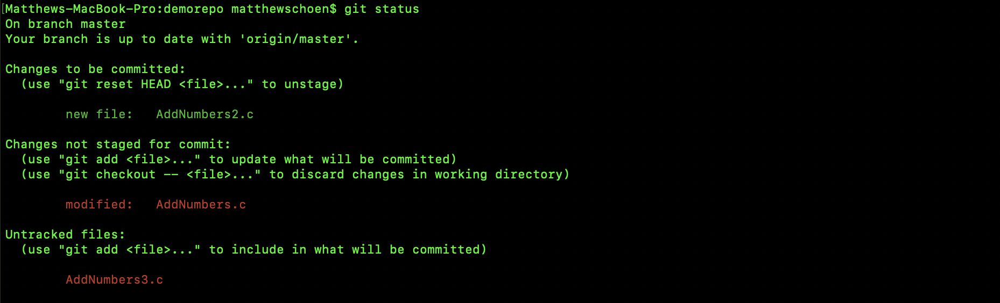 [Matthews-MacBook-Pro:demorepo matthewschoen$ git status
On branch master
Your branch is up to date with 'origin/master'.
Changes to be committed:
  (use "git reset HEAD <file>..." to unstage)
        new file:   AddNumbers2.c
Changes not staged for commit:
  (use "git add <file>..." to update what will be committed)
  (use "git checkout -- <file>..." to discard changes in working directory)
        modified:   AddNumbers.c
Untracked files:
  (use "git add <file>..." to include in what will be committed)
        AddNumbers3.c